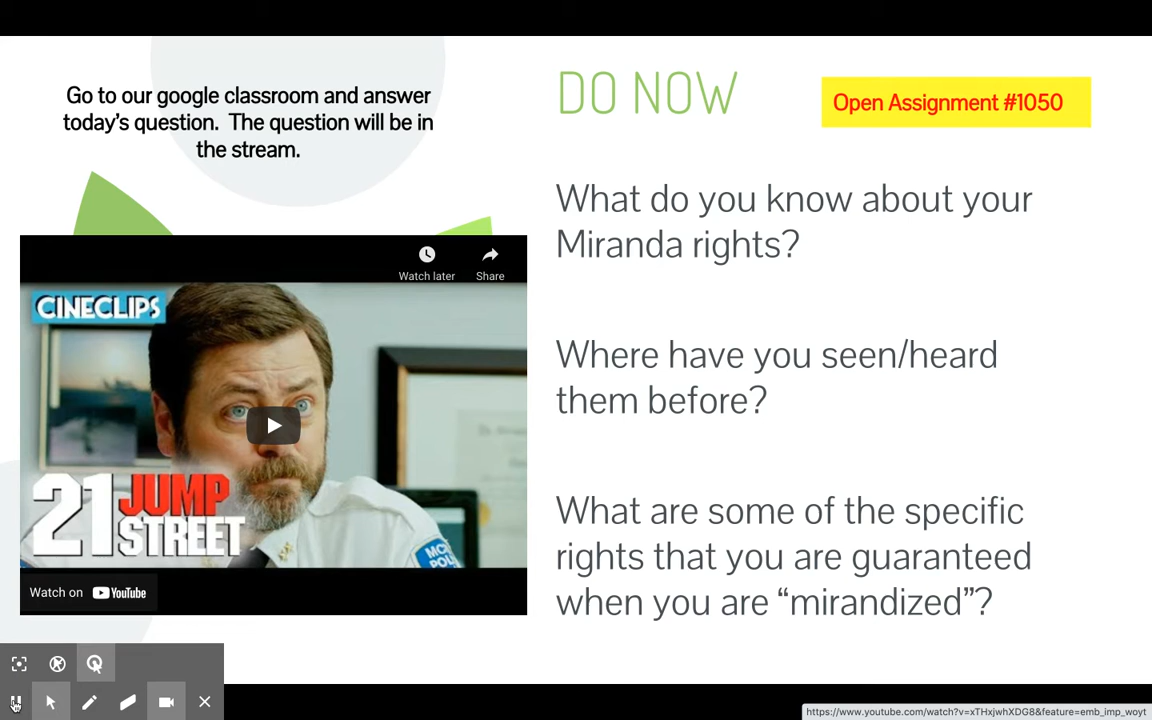 Go to our google classroom and answer
today's question.  The question will be in
the stream.
DO NOW
Open Assignment #1050
What do you know about your
Miranda rights?
Where have you seen/heard
them before?
What are some of the specific
rights that you are guaranteed
when you are “mirandized”?
Watch later
Share
CINECLIPS
21 JUMP
STREET
Watch on YouTube
https://www.youtube.com/watch?v=xTHxjwhXDG8&feature=emb_imp_woyt